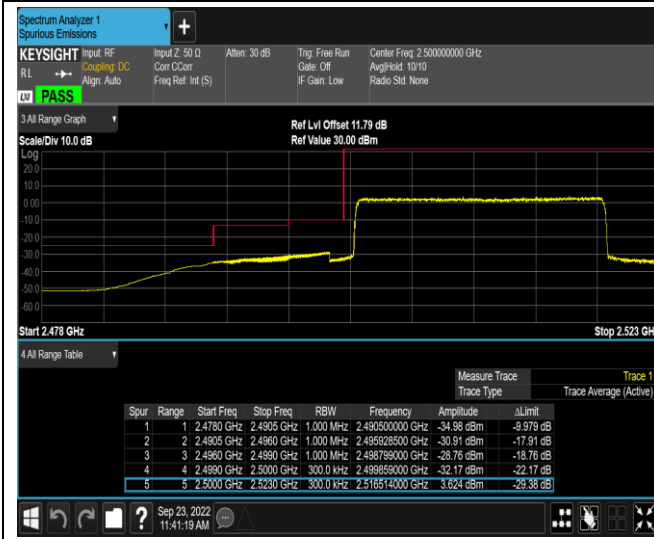 Spectrum Analyzer 1
Spurious Emissions
+
KEYSIGHT Input: RF Input Z: 50 Ω Atten: 30 dB Trig: Free Run Center Freq: 2.500000000 GHz
R L Coupling: DC Corr CCorr Gate: Off Avg|Hold: 10/10
Align: Auto Freq Ref: Int (S) IF Gain: Low Radio Std: None
LXI PASS
3 All Range Graph
Ref Lvl Offset 11.79 dB
Scale/Div 10.0 dB Ref Value 30.00 dBm
Log
20.0
10.0
0.00
-10.0
-20.0
-30.0
-40.0
-50.0
-60.0
Start 2.478 GHz Stop 2.523 GH
4 All Range Table
Measure Trace Trace 1
Trace Type Trace Average (Active)
Spur Range Start Freq Stop Freq RBW Frequency Amplitude ΔLimit
1 1 2.4780 GHz 2.4905 GHz 1.000 MHz 2.490500000 GHz -34.98 dBm -9.979 dB
2 2 2.4905 GHz 2.4960 GHz 1.000 MHz 2.495928500 GHz -30.91 dBm -17.91 dB
3 3 2.4960 GHz 2.4990 GHz 1.000 MHz 2.498799000 GHz -28.76 dBm -18.76 dB
4 4 2.4990 GHz 2.5000 GHz 300.0 kHz 2.499859000 GHz -32.17 dBm -22.17 dB
5 5 2.5000 GHz 2.5230 GHz 300.0 kHz 2.516514000 GHz 3.624 dBm -29.38 dB
? Sep 23, 2022
11:41:19 AM